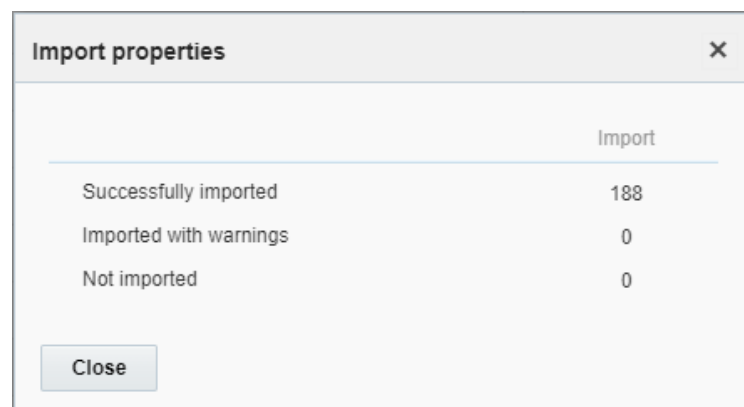 Import properties
Import
Successfully imported 188
Imported with warnings 0
Not imported 0
Close